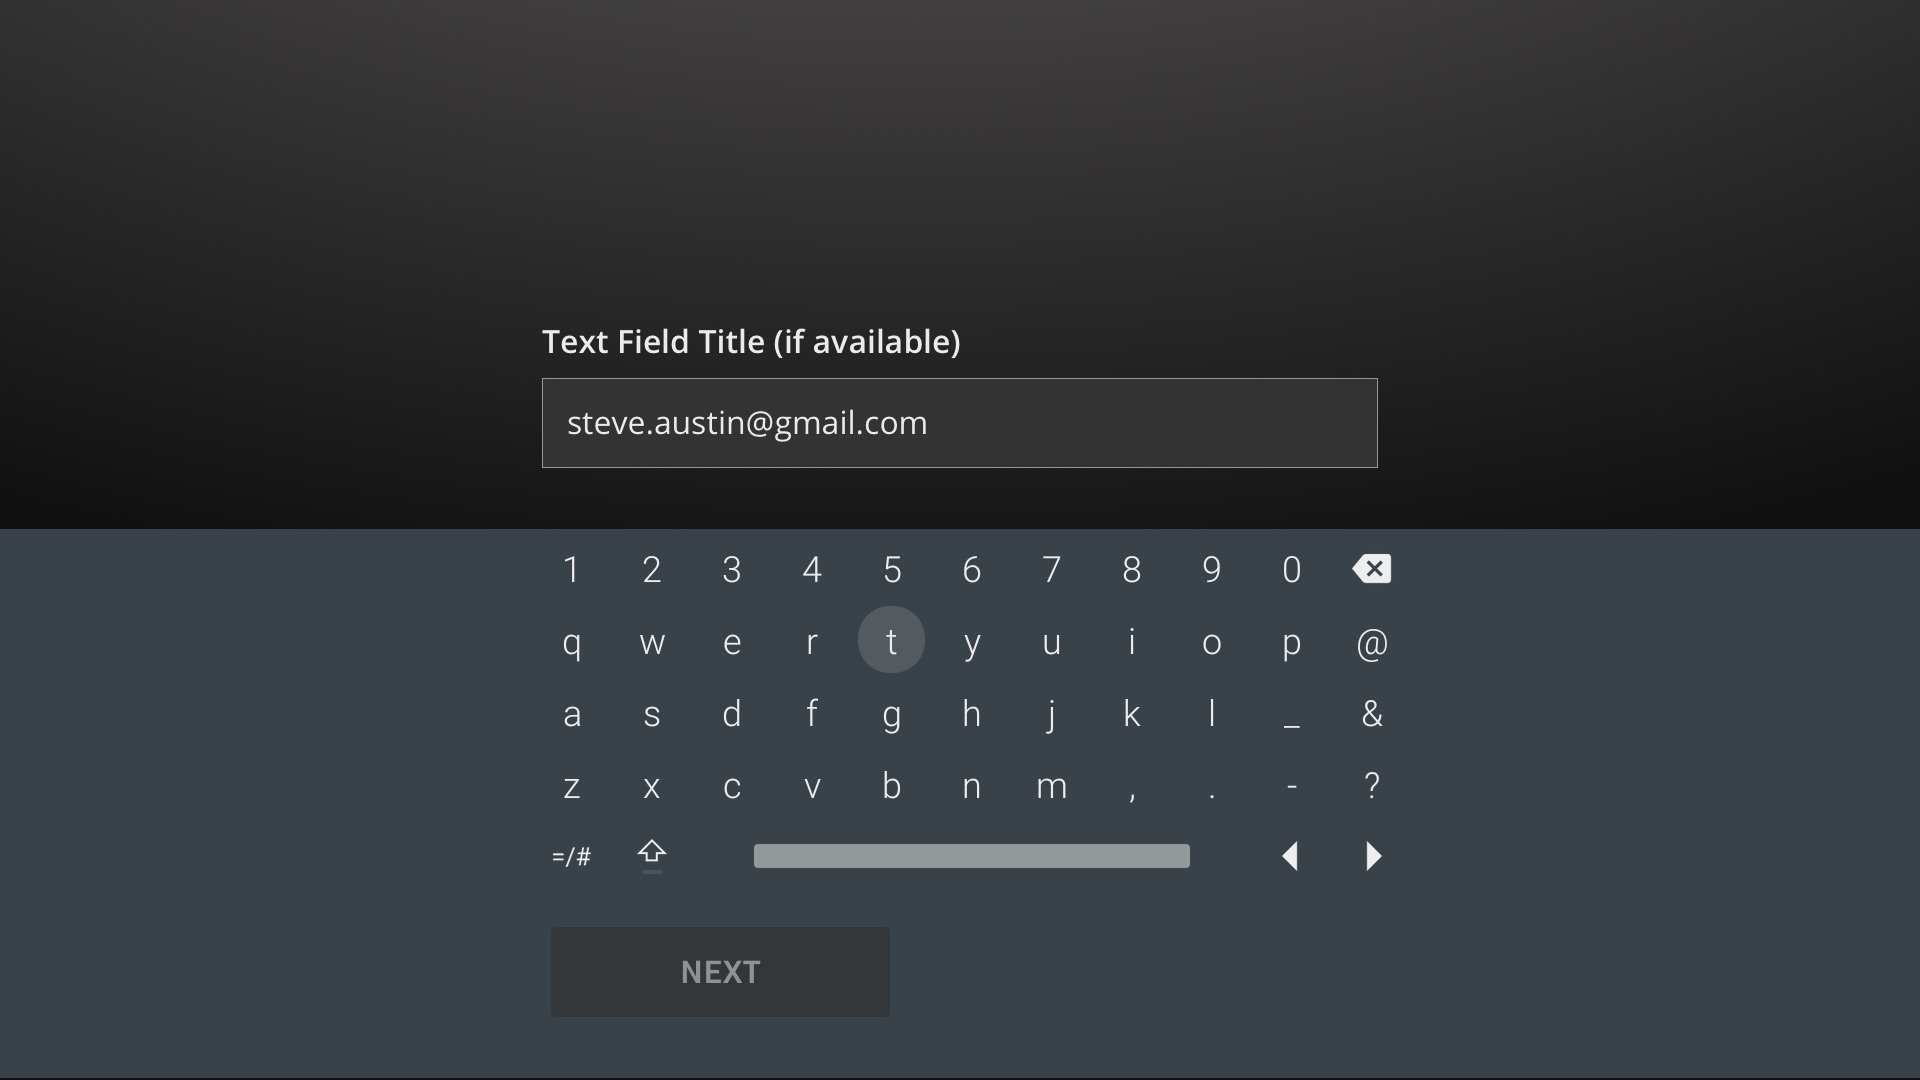 Text Field Title (if available)
steve.austin@gmail.com
1 2 3 4 5 6 7 8 9 0
q w e r t y u i o p @
a s d f g h j k l _ &
z x c v b n m , . - ?
=/#
NEXT